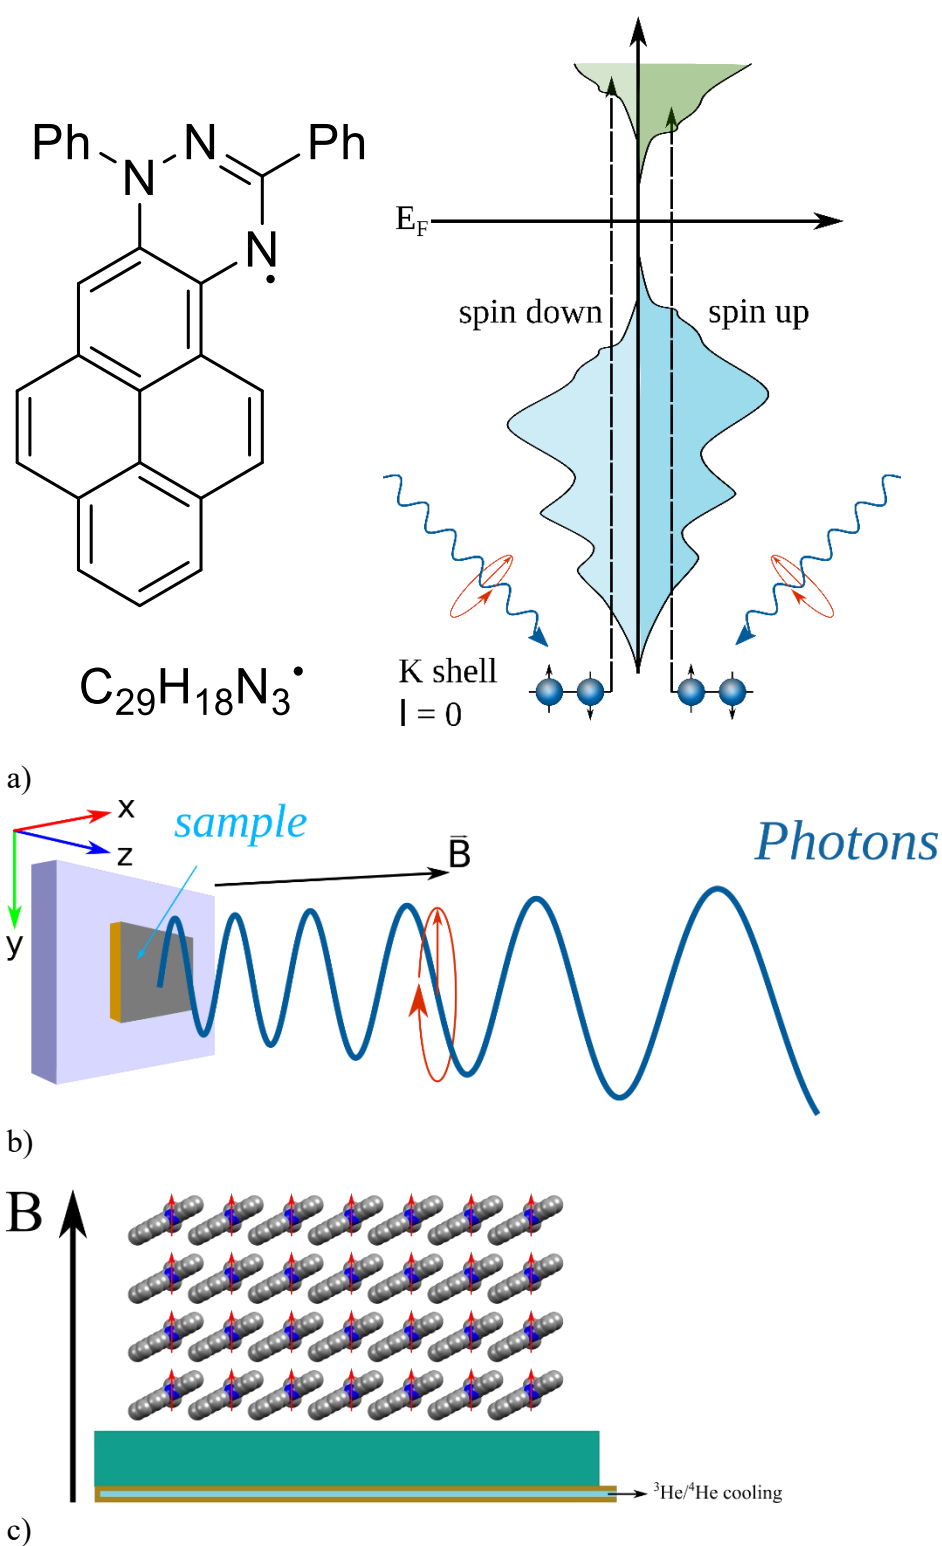 Ph
N
N
Ph
N•
C29H18N3•
EF
spin down
spin up
K shell
l = 0
a)
x
z
y
sample
B
Photons
b)
B
3He/4He cooling
c)